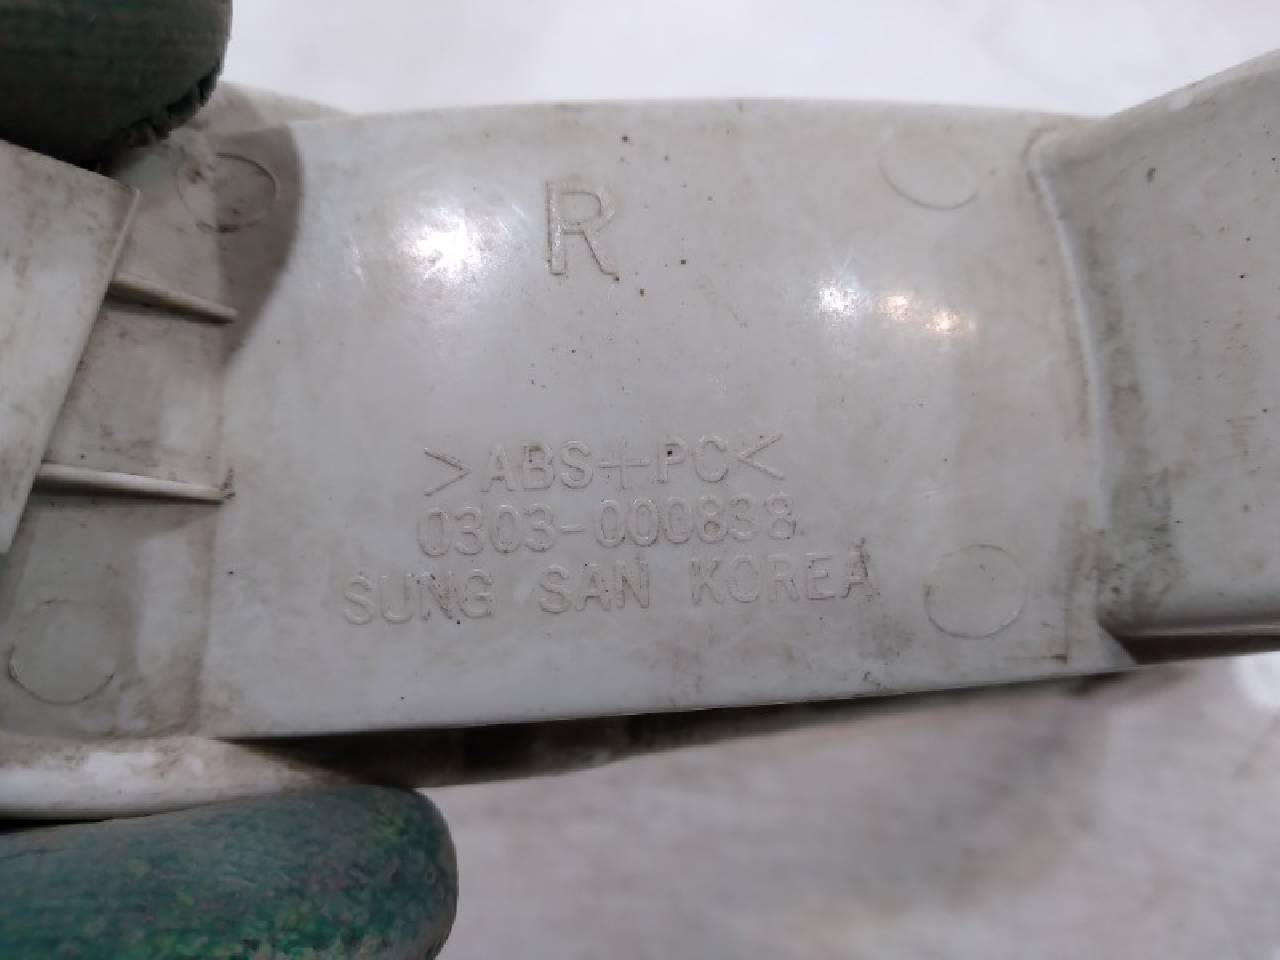 R
>ABS+PC<
0303-000838
SUNG SAN KOREA